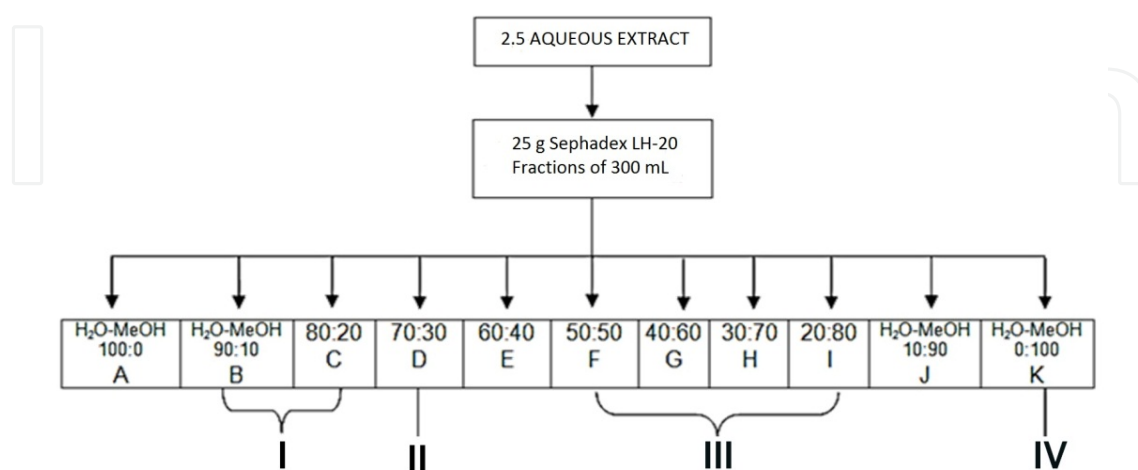 2.5 AQUEOUS EXTRACT
25 g Sephadex LH-20
Fractions of 300 mL
H₂O-MeOH
100:0
A
H₂O-MeOH
90:10
B
80:20
C
70:30
D
60:40
E
50:50
F
40:60
G
30:70
H
20:80
I
H₂O-MeOH
10:90
J
H₂O-MeOH
0:100
K
I
II
III
IV